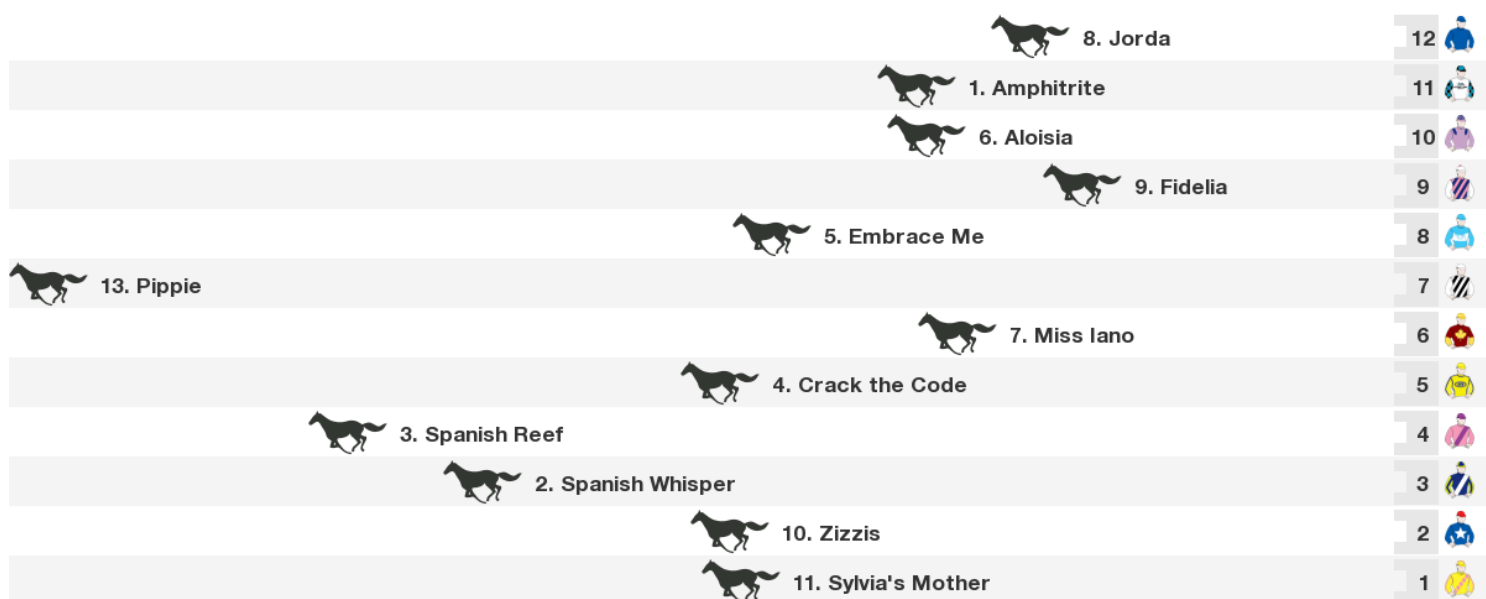 8. Jorda 12
1. Amphitrite 11
6. Aloisia 10
9. Fidelia 9
5. Embrace Me 8
13. Pippie 7
7. Miss Iano 6
4. Crack the Code 5
3. Spanish Reef 4
2. Spanish Whisper 3
10. Zizzis 2
11. Sylvia's Mother 1